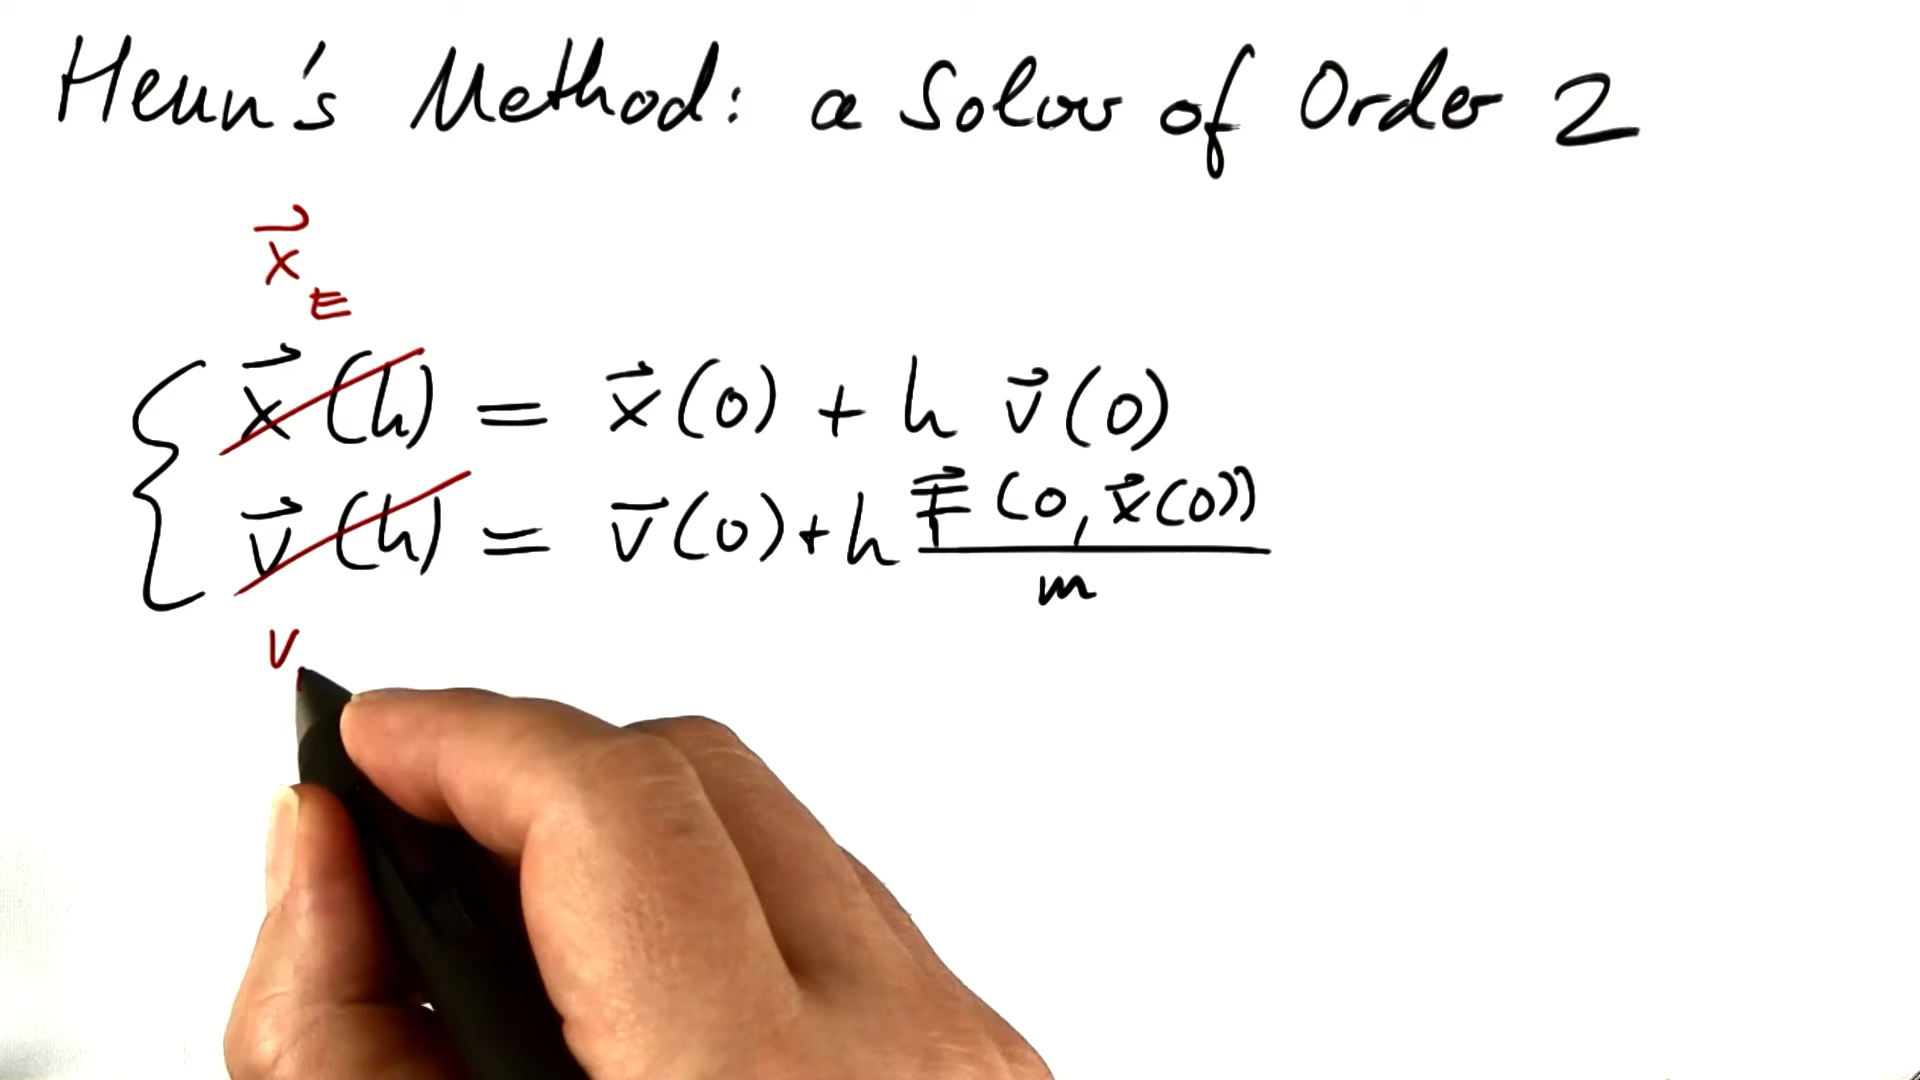 Heun's Method: a Solver of Order 2
x⃗_E
x⃗(h) = x⃗(0) + h v⃗(0)
v⃗(h) = v⃗(0) + h F⃗(0, x⃗(0))
m
v